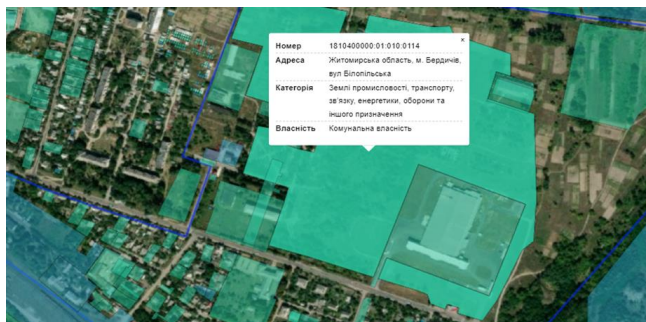 ×
Номер 1810400000:01:010:0114
Адреса Житомирська область, м. Бердичів,
вул Білопільська
Категорія Землі промисловості, транспорту,
зв'язку, енергетики, оборони та
іншого призначення
Власність Комунальна власність